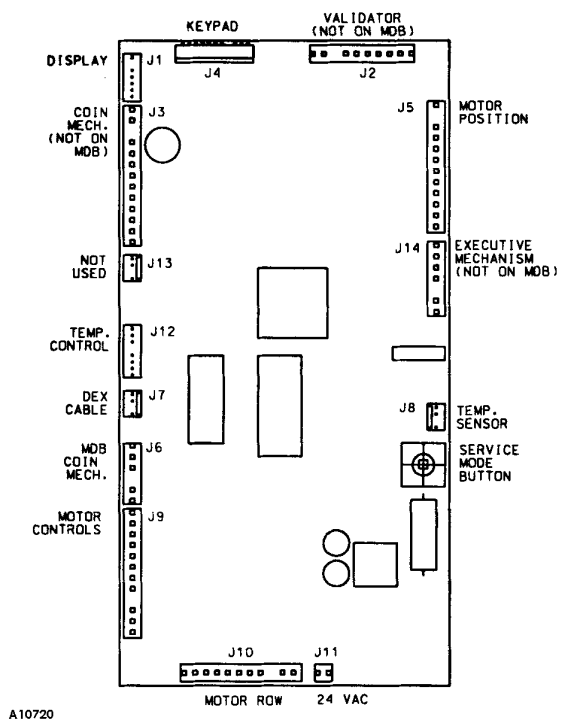 KEYPAD
VALIDATOR
(NOT ON MDB)
DISPLAY
J1
J4
J2
COIN
MECH.
(NOT ON
MDB)
J3
J5
MOTOR
POSITION
NOT
USED
J13
J14
EXECUTIVE
MECHANISM
(NOT ON MDB)
TEMP.
CONTROL
J12
DEX
CABLE
J7
J8
TEMP.
SENSOR
MDB
COIN
MECH.
J6
SERVICE
MODE
BUTTON
MOTOR
CONTROLS
J9
J10
J11
MOTOR ROW
24 VAC
A10720